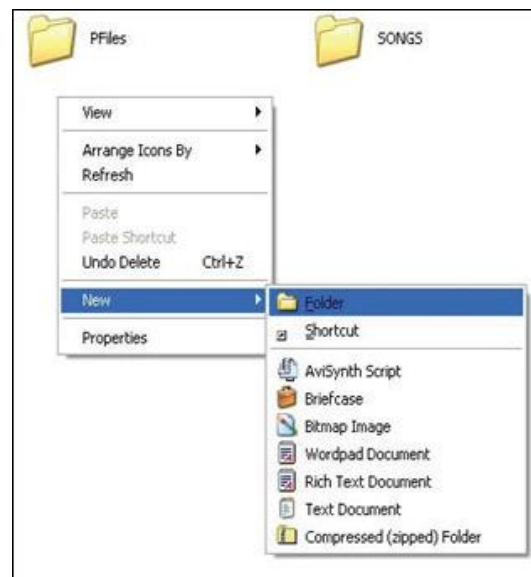 PFiles
SONGS
View
Arrange Icons By
Refresh
Paste
Paste Shortcut
Undo Delete Ctrl+Z
New
Properties
Folder
Shortcut
AviSynth Script
Briefcase
Bitmap Image
Wordpad Document
Rich Text Document
Text Document
Compressed (zipped) Folder